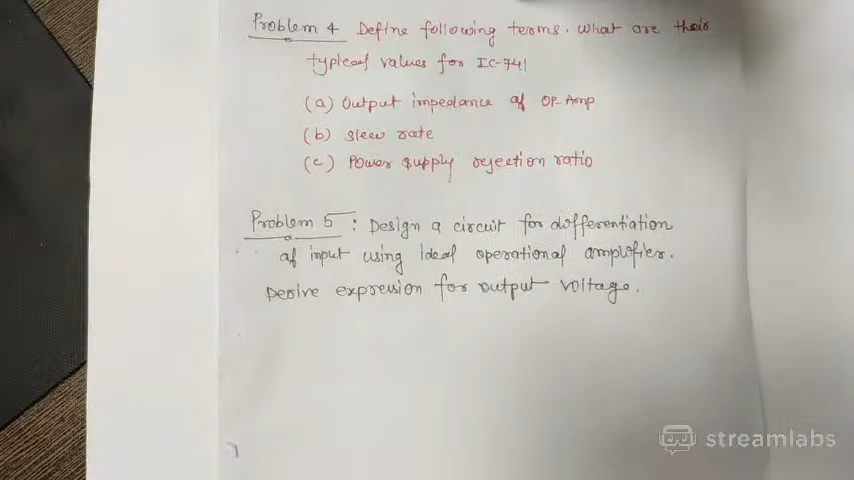 Problem 4 Define following terms. What are their
typical values for IC-741
(a) Output impedance of OP-Amp
(b) Slew rate
(c) Power supply rejection ratio
Problem 5 : Design a circuit for differentiation
of input using ideal operational amplifier.
Derive expression for output voltage.
streamlabs